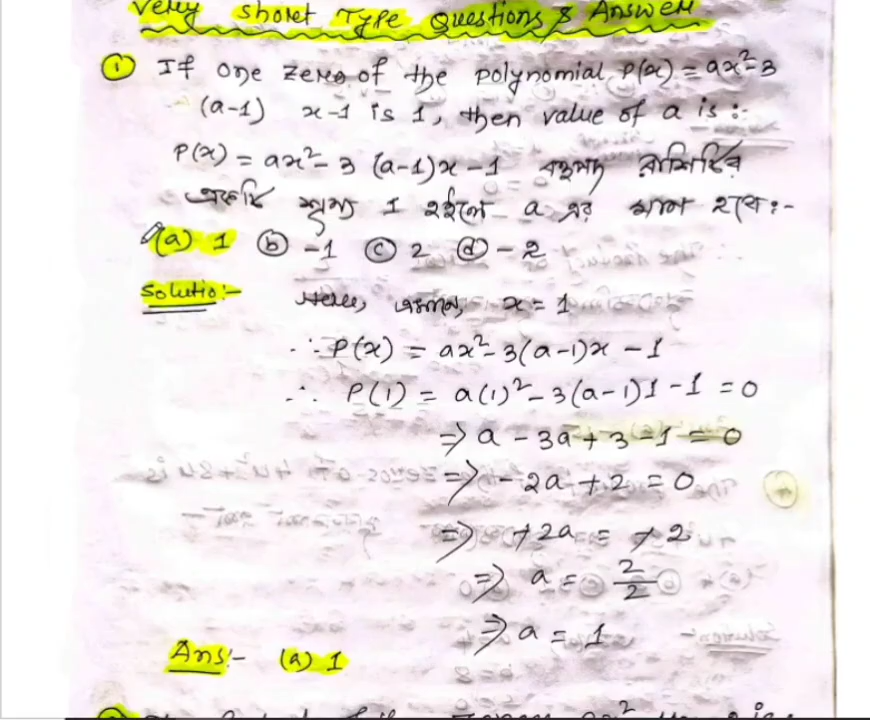 Very Short Type Questions & Answer
① If one zero of the polynomial P(x) = ax²-3
(a-1) x-1 is 1, then value of a is :-
P(x) = ax²- 3 (a-1)x -1 বহুপদ ৰাশিটিৰ
একটি শূন্য 1 হইলে a এর মান হবে:-
(a) 1 ⓑ -1 ⓒ 2 ⓓ -2
Solutio:- Here, এখানে, x = 1
∴ P(x) = ax²- 3(a-1)x - 1
∴ P(1) = a(1)²- 3(a-1)1 -1 = 0
⇒ a - 3a + 3 - 1 = 0
⇒ - 2a + 2 = 0
⇒ +2a = +2
⇒ a = 2/2
⇒ a = 1
Ans:- (a) 1